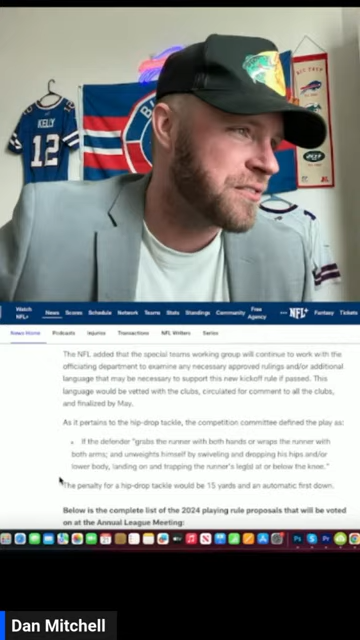 KELLY
12
BILLS
JETS
Watch NFL+ News Scores Schedule Network Teams Stats Standings Community Free Agency ••• NFL+ Fantasy Tickets
News Home Podcasts Injuries Transactions NFL Writers Series
The NFL added that the special teams working group will continue to work with the
officiating department to examine any necessary approved rulings and/or additional
language that may be necessary to support this new kickoff rule if passed. This
language would be vetted with the clubs, circulated for comment to all the clubs,
and finalized by May.
As it pertains to the hip-drop tackle, the competition committee defined the play as:
If the defender "grabs the runner with both hands or wraps the runner with
both arms; and unweights himself by swiveling and dropping his hips and/or
lower body, landing on and trapping the runner's leg(s) at or below the knee."
The penalty for a hip-drop tackle would be 15 yards and an automatic first down.
Below is the complete list of the 2024 playing rule proposals that will be voted
on at the Annual League Meeting:
Dan Mitchell